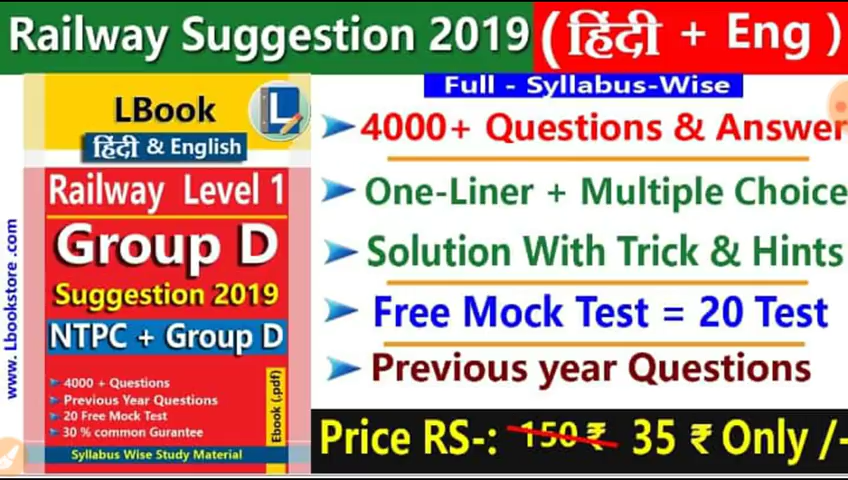 Railway Suggestion 2019 (हिंदी + Eng )
LBook
L
हिंदी & English
Railway Level 1
Group D
Suggestion 2019
NTPC + Group D
4000 + Questions
Previous Year Questions
20 Free Mock Test
30 % common Gurantee
Ebook (.pdf)
Syllabus Wise Study Material
www. Lbookstore .com
Full - Syllabus-Wise
4000+ Questions & Answer
One-Liner + Multiple Choice
Solution With Trick & Hints
Free Mock Test = 20 Test
Previous year Questions
Price RS-: 150 ₹ 35 ₹ Only /-